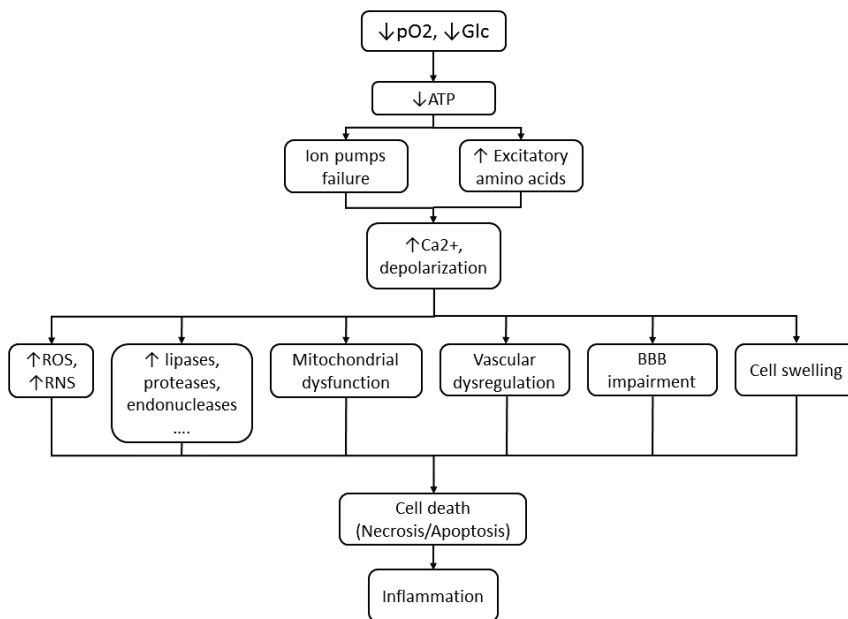 ↓pO2, ↓Glc
↓ATP
Ion pumps
failure
↑ Excitatory
amino acids
↑Ca2+,
depolarization
↑ROS,
↑RNS
↑ lipases,
proteases,
endonucleases
....
Mitochondrial
dysfunction
Vascular
dysregulation
BBB
impairment
Cell swelling
Cell death
(Necrosis/Apoptosis)
Inflammation